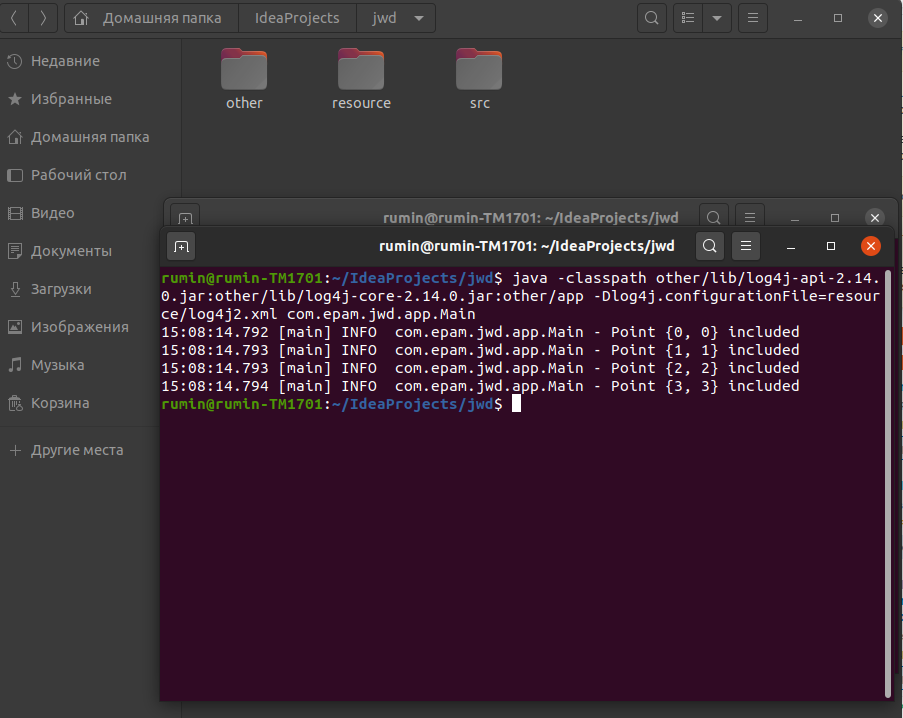 Домашняя папка IdeaProjects jwd
Недавние
Избранные
Домашняя папка
Рабочий стол
Видео
Документы
Загрузки
Изображения
Музыка
Корзина
Другие места
other resource src
rumin@rumin-TM1701: ~/IdeaProjects/jwd
rumin@rumin-TM1701: ~/IdeaProjects/jwd
rumin@rumin-TM1701:~/IdeaProjects/jwd$ java -classpath other/lib/log4j-api-2.14.
0.jar:other/lib/log4j-core-2.14.0.jar:other/app -Dlog4j.configurationFile=resour
ce/log4j2.xml com.epam.jwd.app.Main
15:08:14.792 [main] INFO  com.epam.jwd.app.Main - Point {0, 0} included
15:08:14.793 [main] INFO  com.epam.jwd.app.Main - Point {1, 1} included
15:08:14.793 [main] INFO  com.epam.jwd.app.Main - Point {2, 2} included
15:08:14.794 [main] INFO  com.epam.jwd.app.Main - Point {3, 3} included
rumin@rumin-TM1701:~/IdeaProjects/jwd$